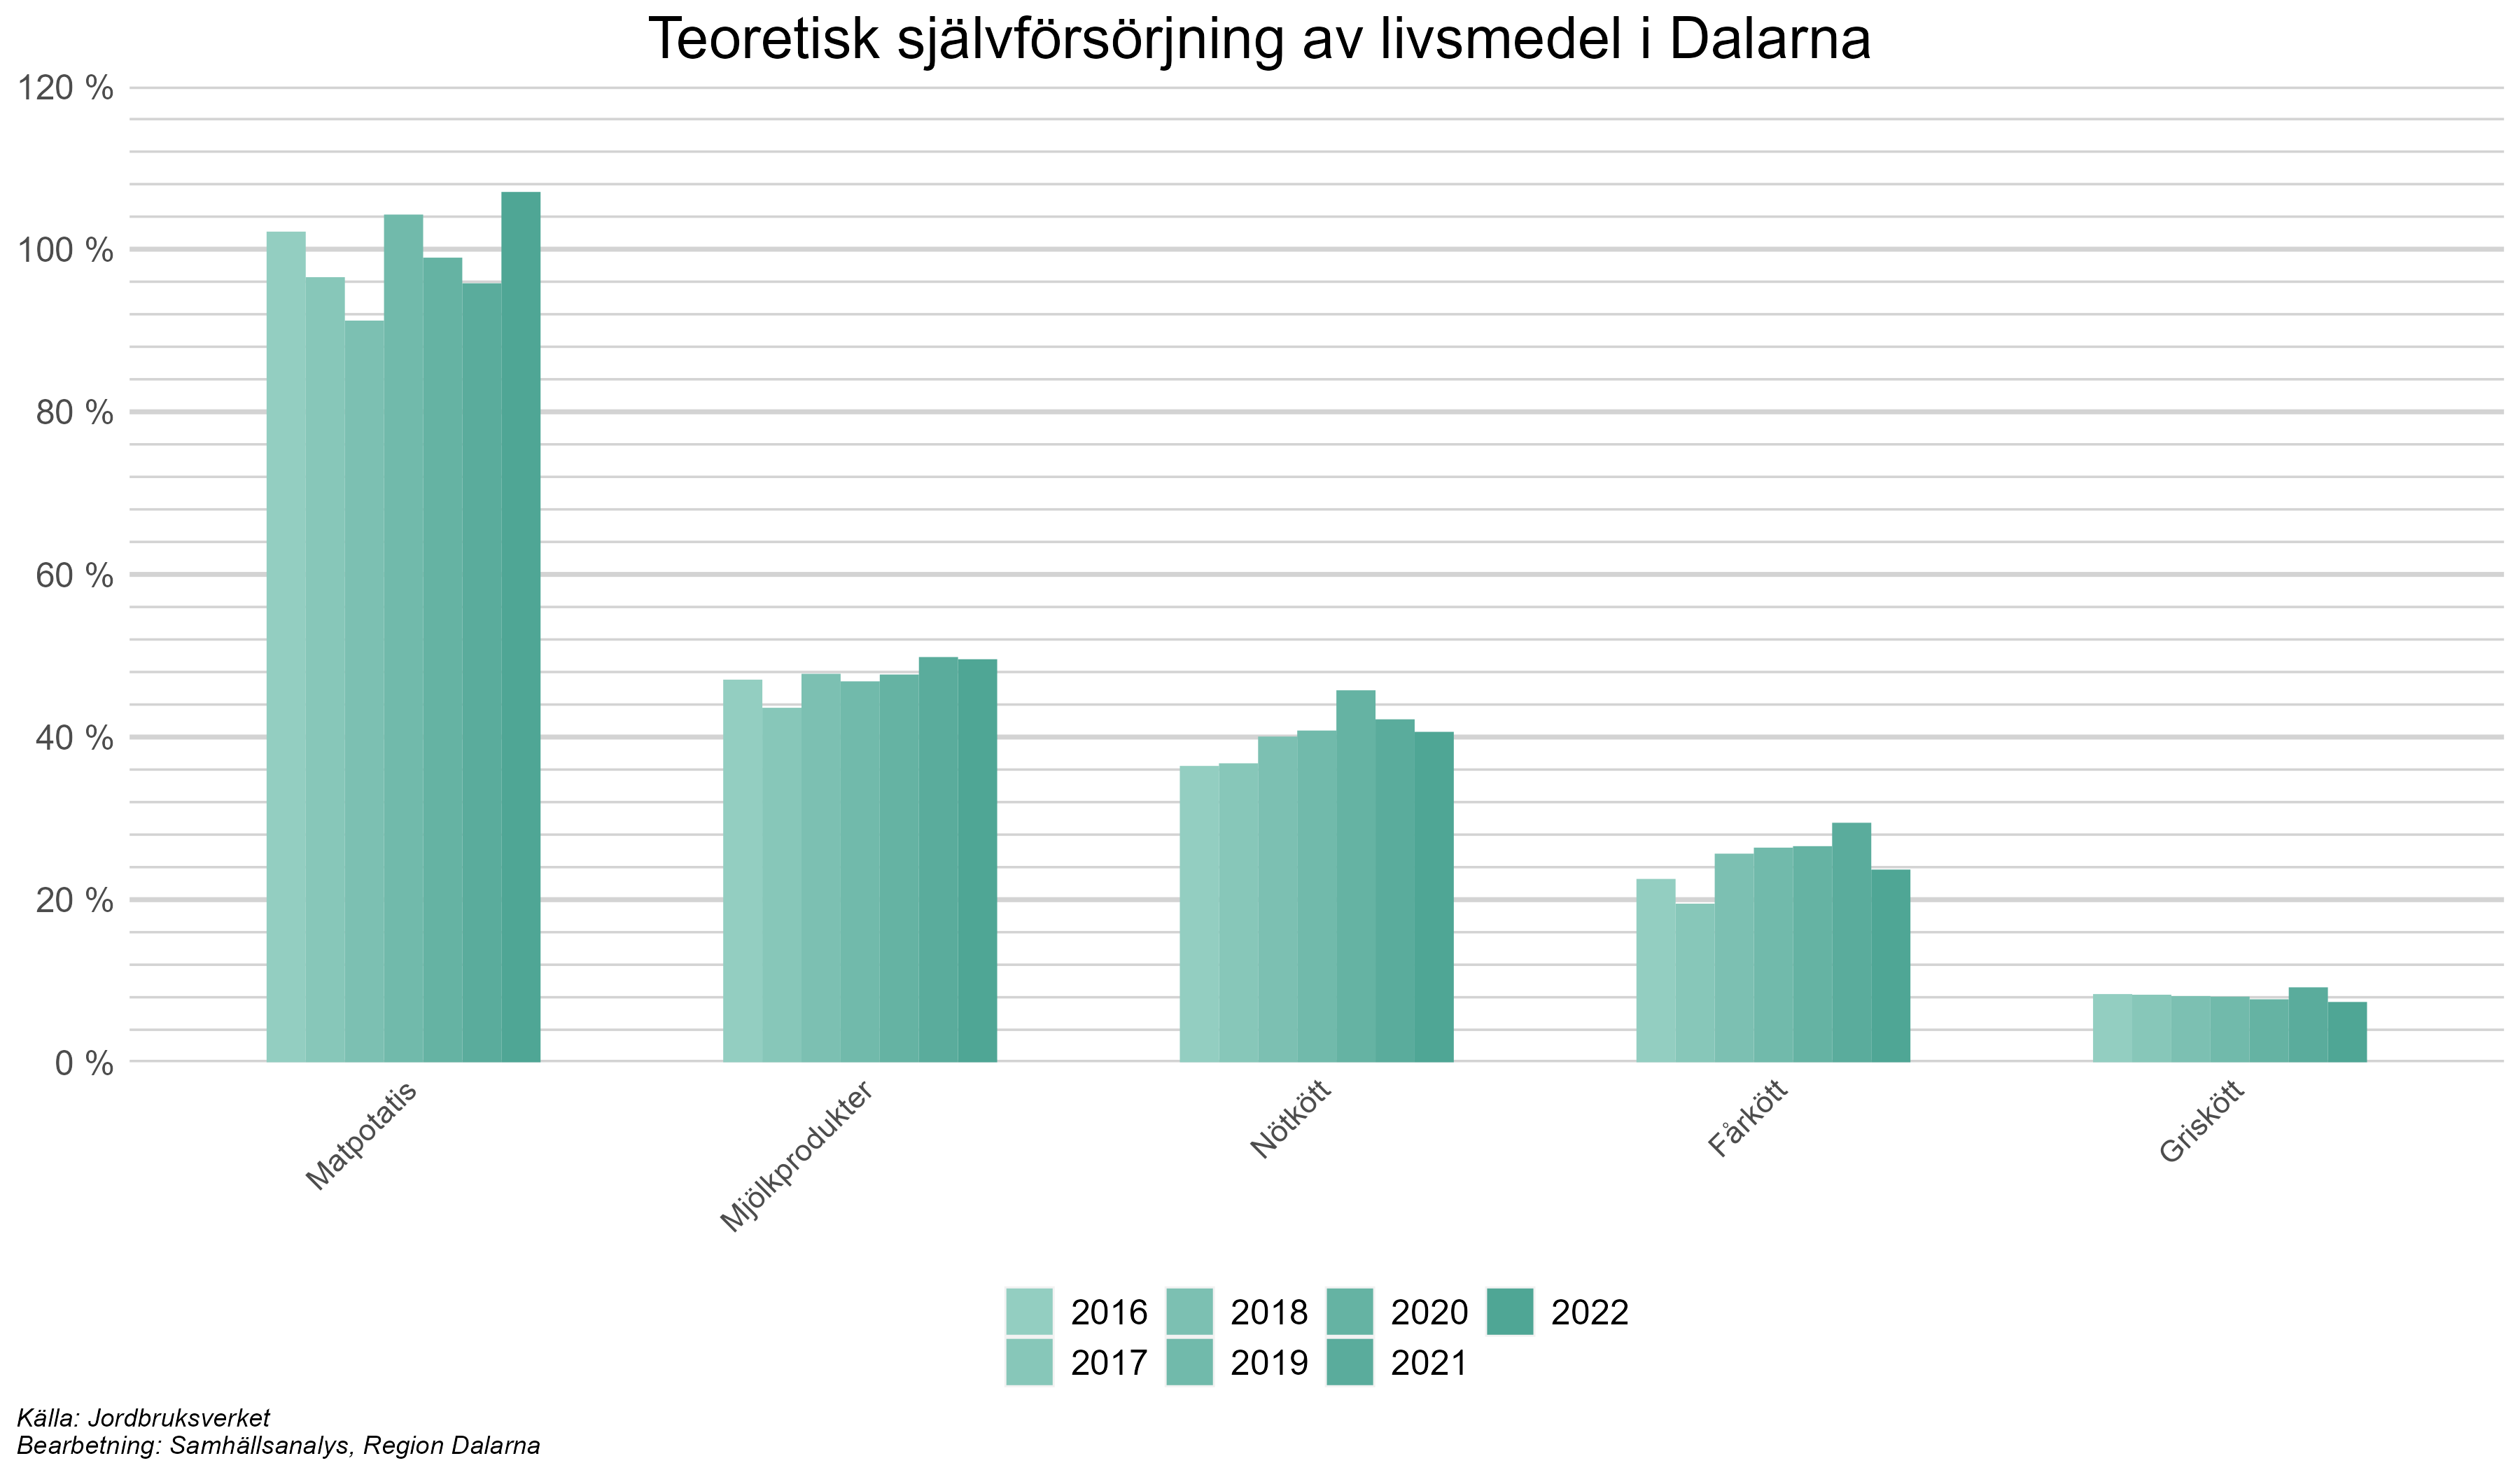 Teoretisk självförsörjning av livsmedel i Dalarna
120 %
100 %
80 %
60 %
40 %
20 %
0 %
Matpotatis
Mjölkprodukter
Nötkött
Fårkött
Griskött
2016
2018
2020
2022
2017
2019
2021
Källa: Jordbruksverket
Bearbetning: Samhällsanalys, Region Dalarna